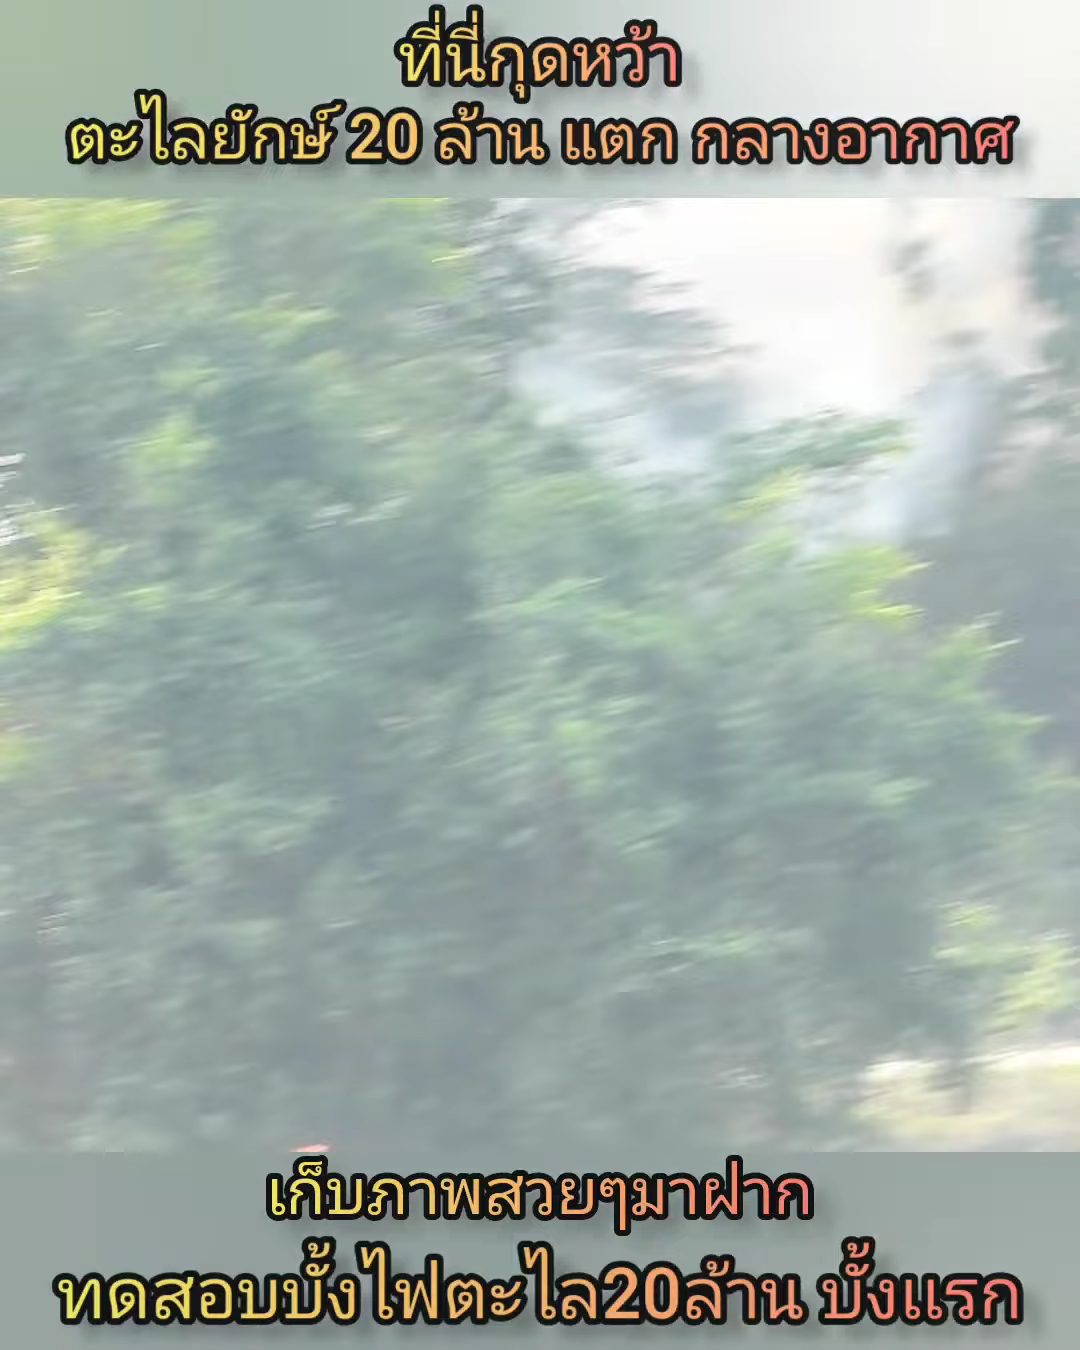 ที่นี่กุดหว้า
ตะไลยักษ์ 20 ล้าน แตก กลางอากาศ
เก็บภาพสวยๆมาฝาก
ทดสอบบั้งไฟตะไล20ล้าน บั้งแรก